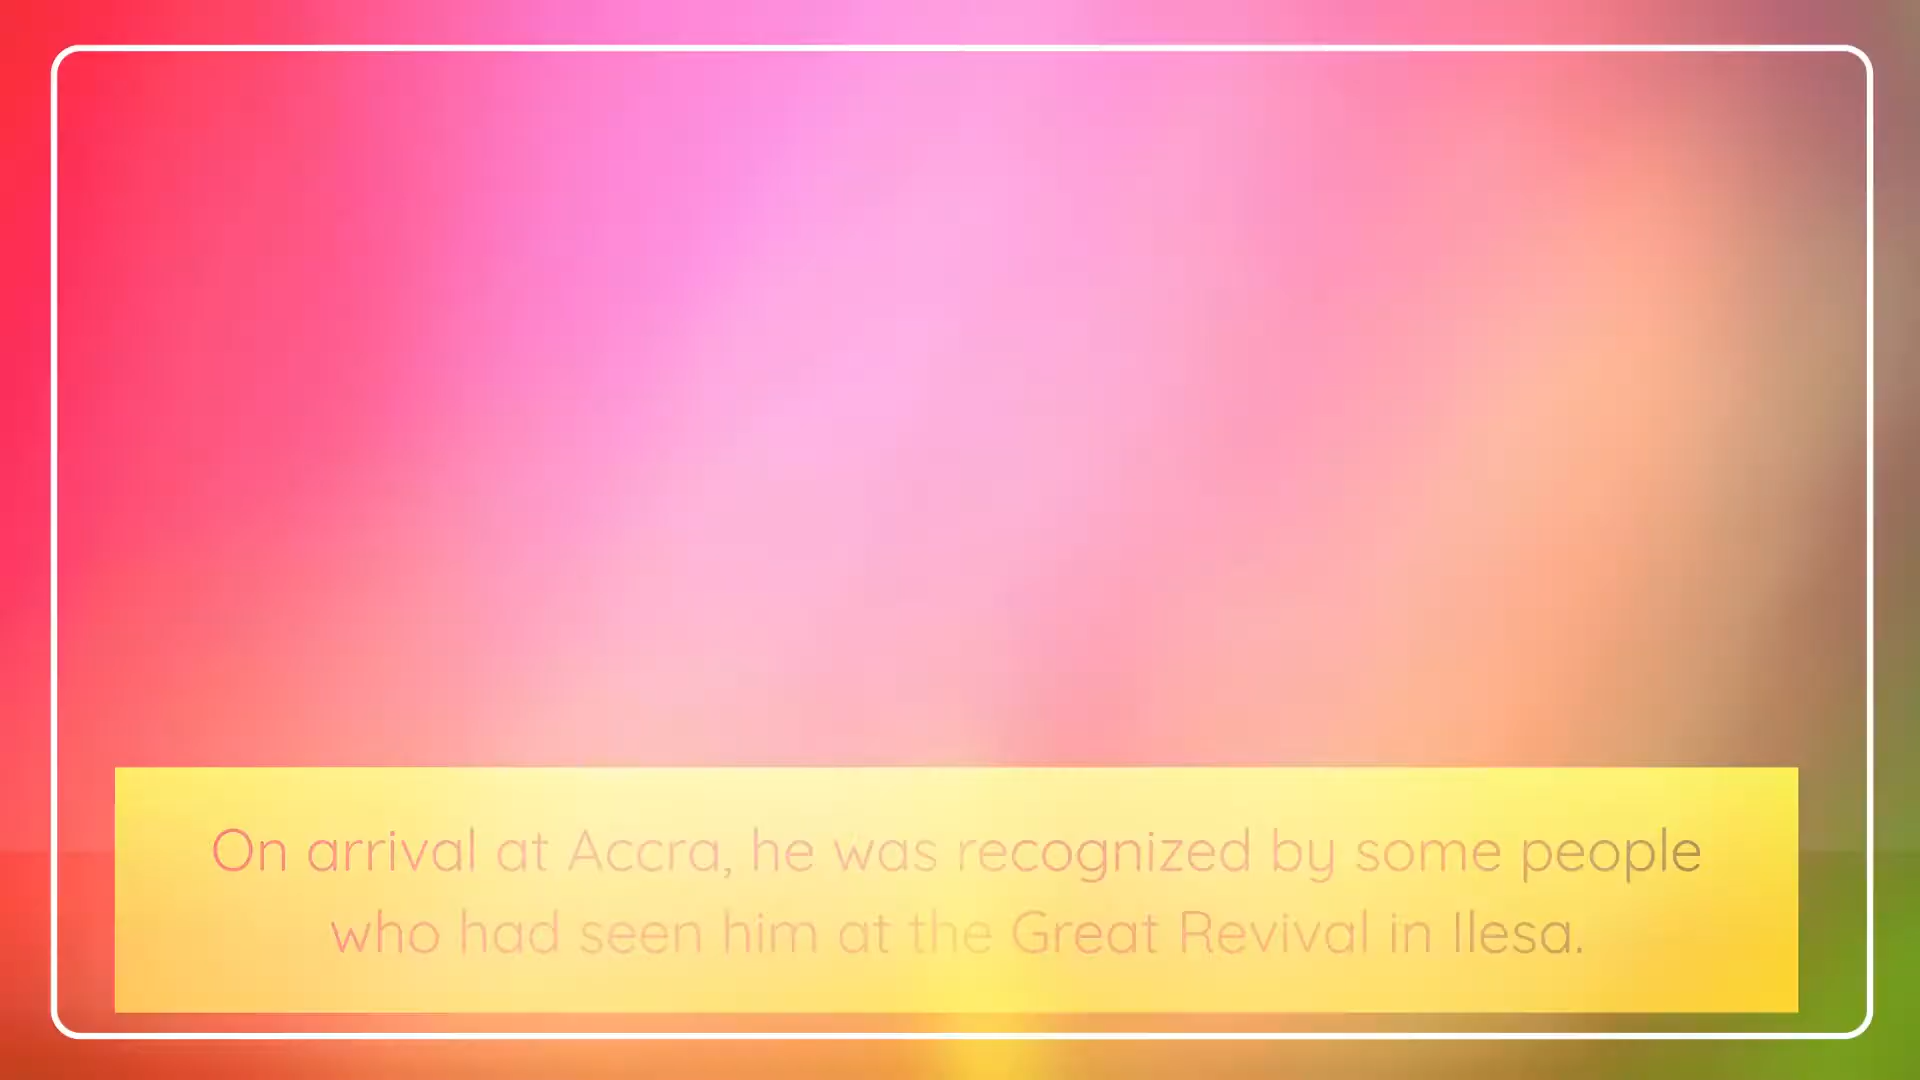 On arrival at Accra, he was recognized by some people
who had seen him at the Great Revival in Ilesa.